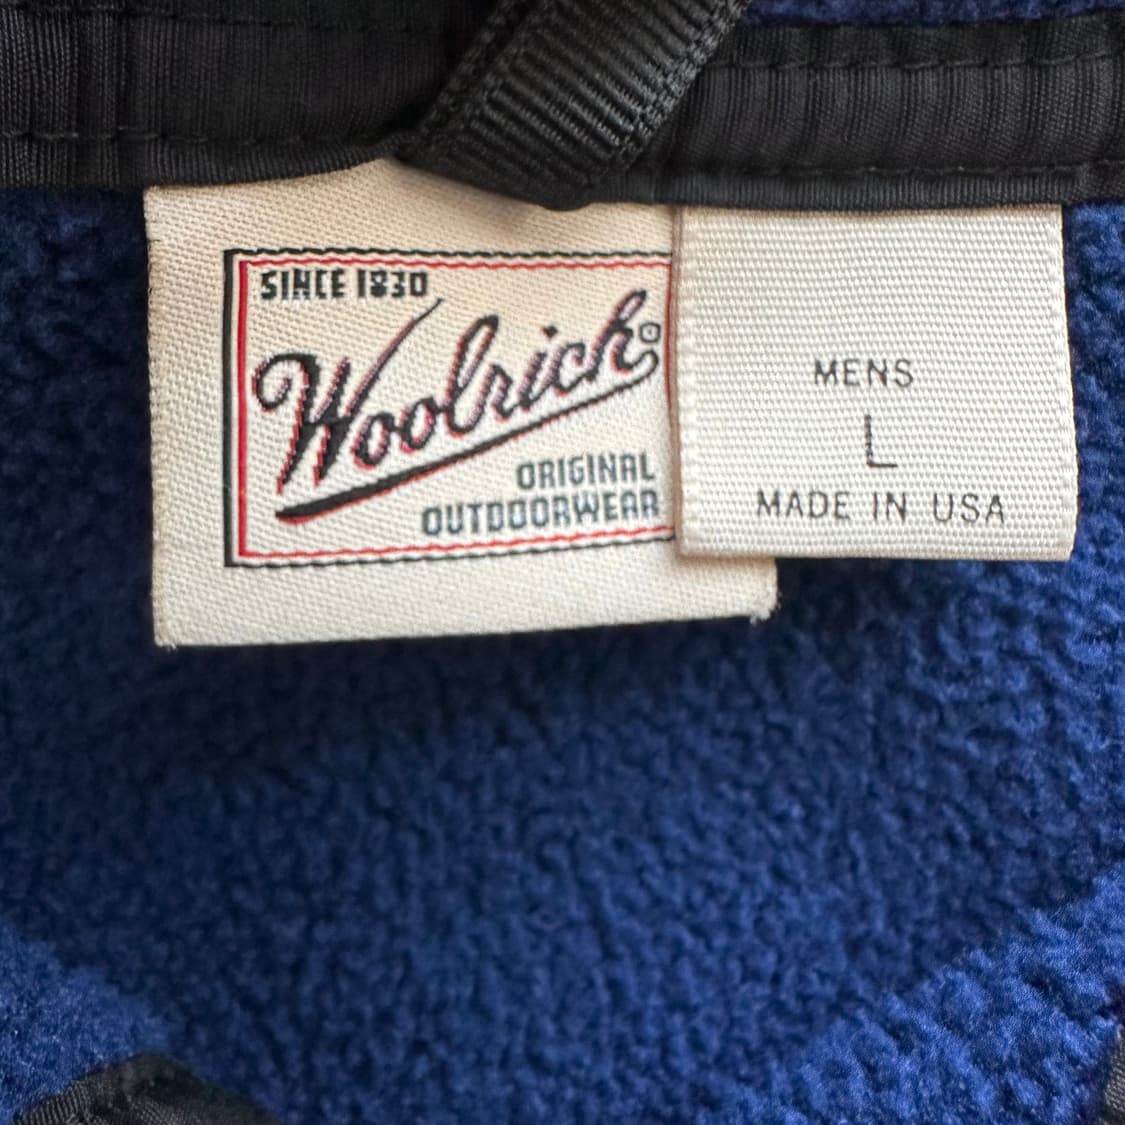 SINCE 1830
Woolrich®
ORIGINAL
OUTDOORWEAR
MENS
L
MADE IN USA